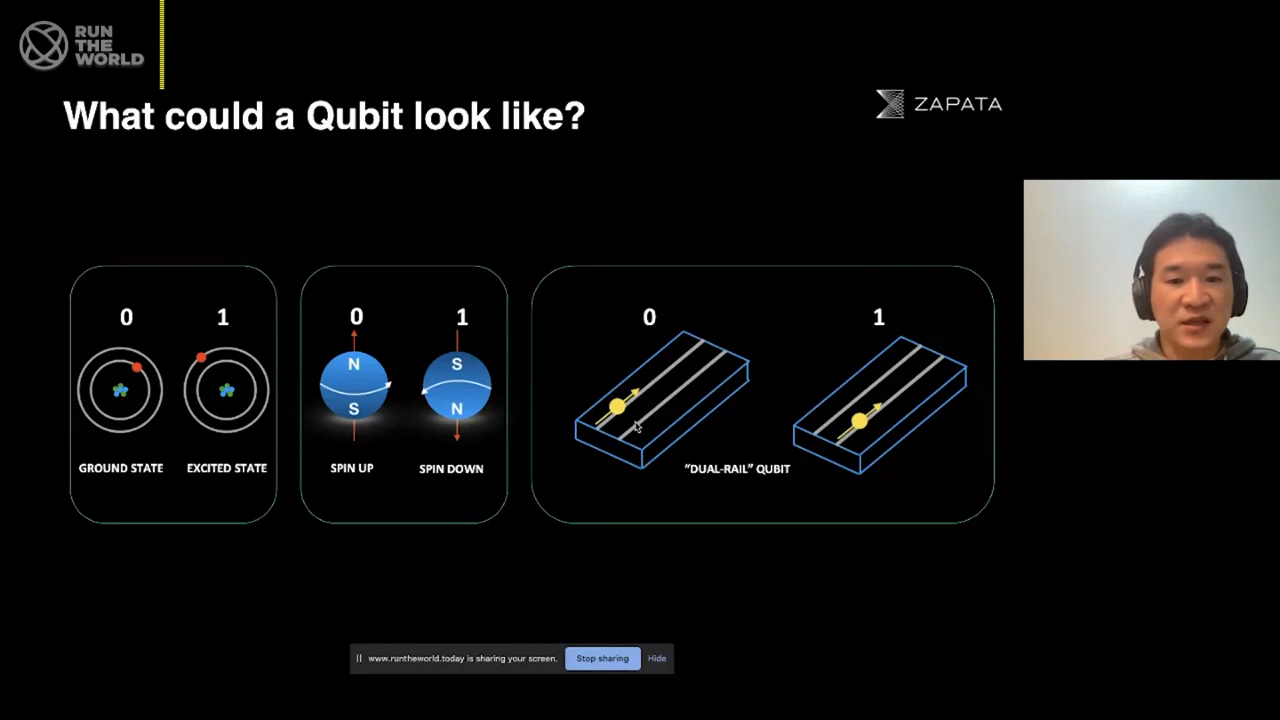 RUN
THE
WORLD
What could a Qubit look like?
ZAPATA
0 1
GROUND STATE EXCITED STATE
0 1
N S
S N
SPIN UP SPIN DOWN
0 1
“DUAL-RAIL” QUBIT
www.runtheworld.today is sharing your screen. Stop sharing Hide